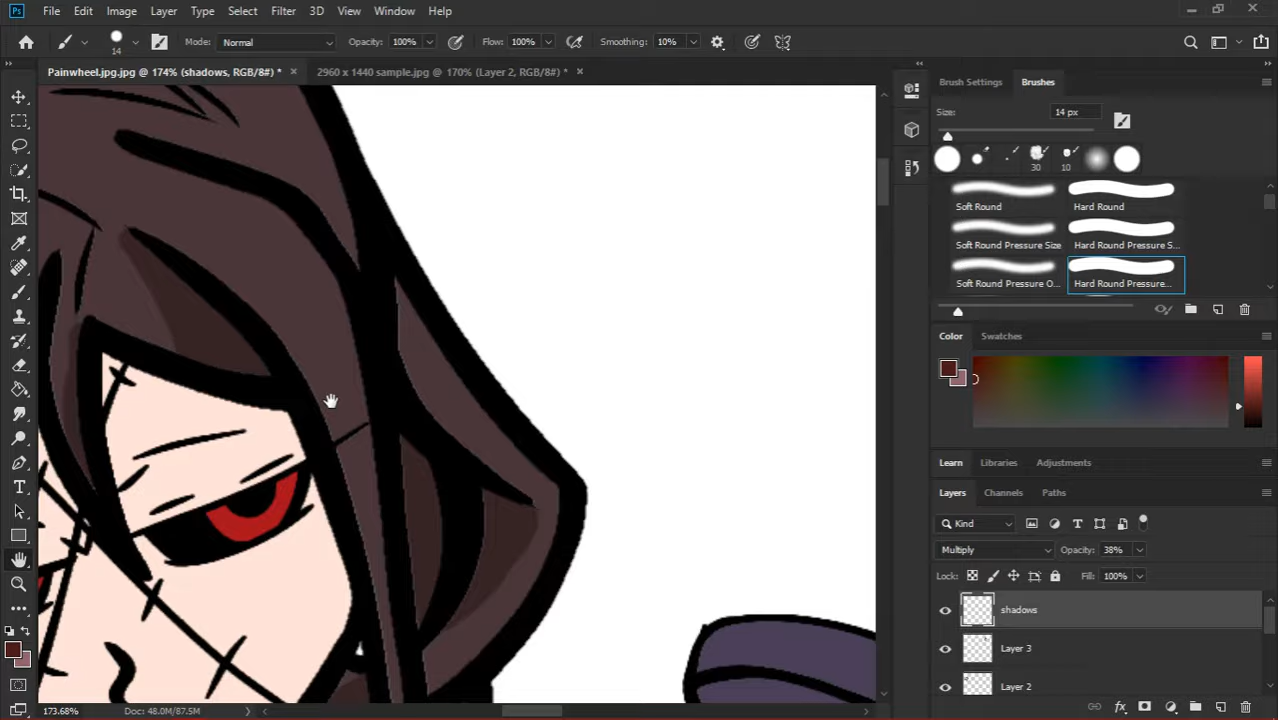 Ps File Edit Image Layer Type Select Filter 3D View Window Help
14 Mode: Normal Opacity: 100% Flow: 100% Smoothing: 10%
Painwheel.jpg.jpg @ 174% (shadows, RGB/8#) * 2960 x 1440 sample.jpg @ 170% (Layer 2, RGB/8#) *
Brush Settings Brushes
Size: 14 px
30 10
Soft Round Hard Round
Soft Round Pressure Size Hard Round Pressure S...
Soft Round Pressure O... Hard Round Pressure...
Color Swatches
Learn Libraries Adjustments
Layers Channels Paths
Kind
Multiply Opacity: 38%
Lock: Fill: 100%
shadows
Layer 3
Layer 2
173.68% Doc: 48.0M/87.5M